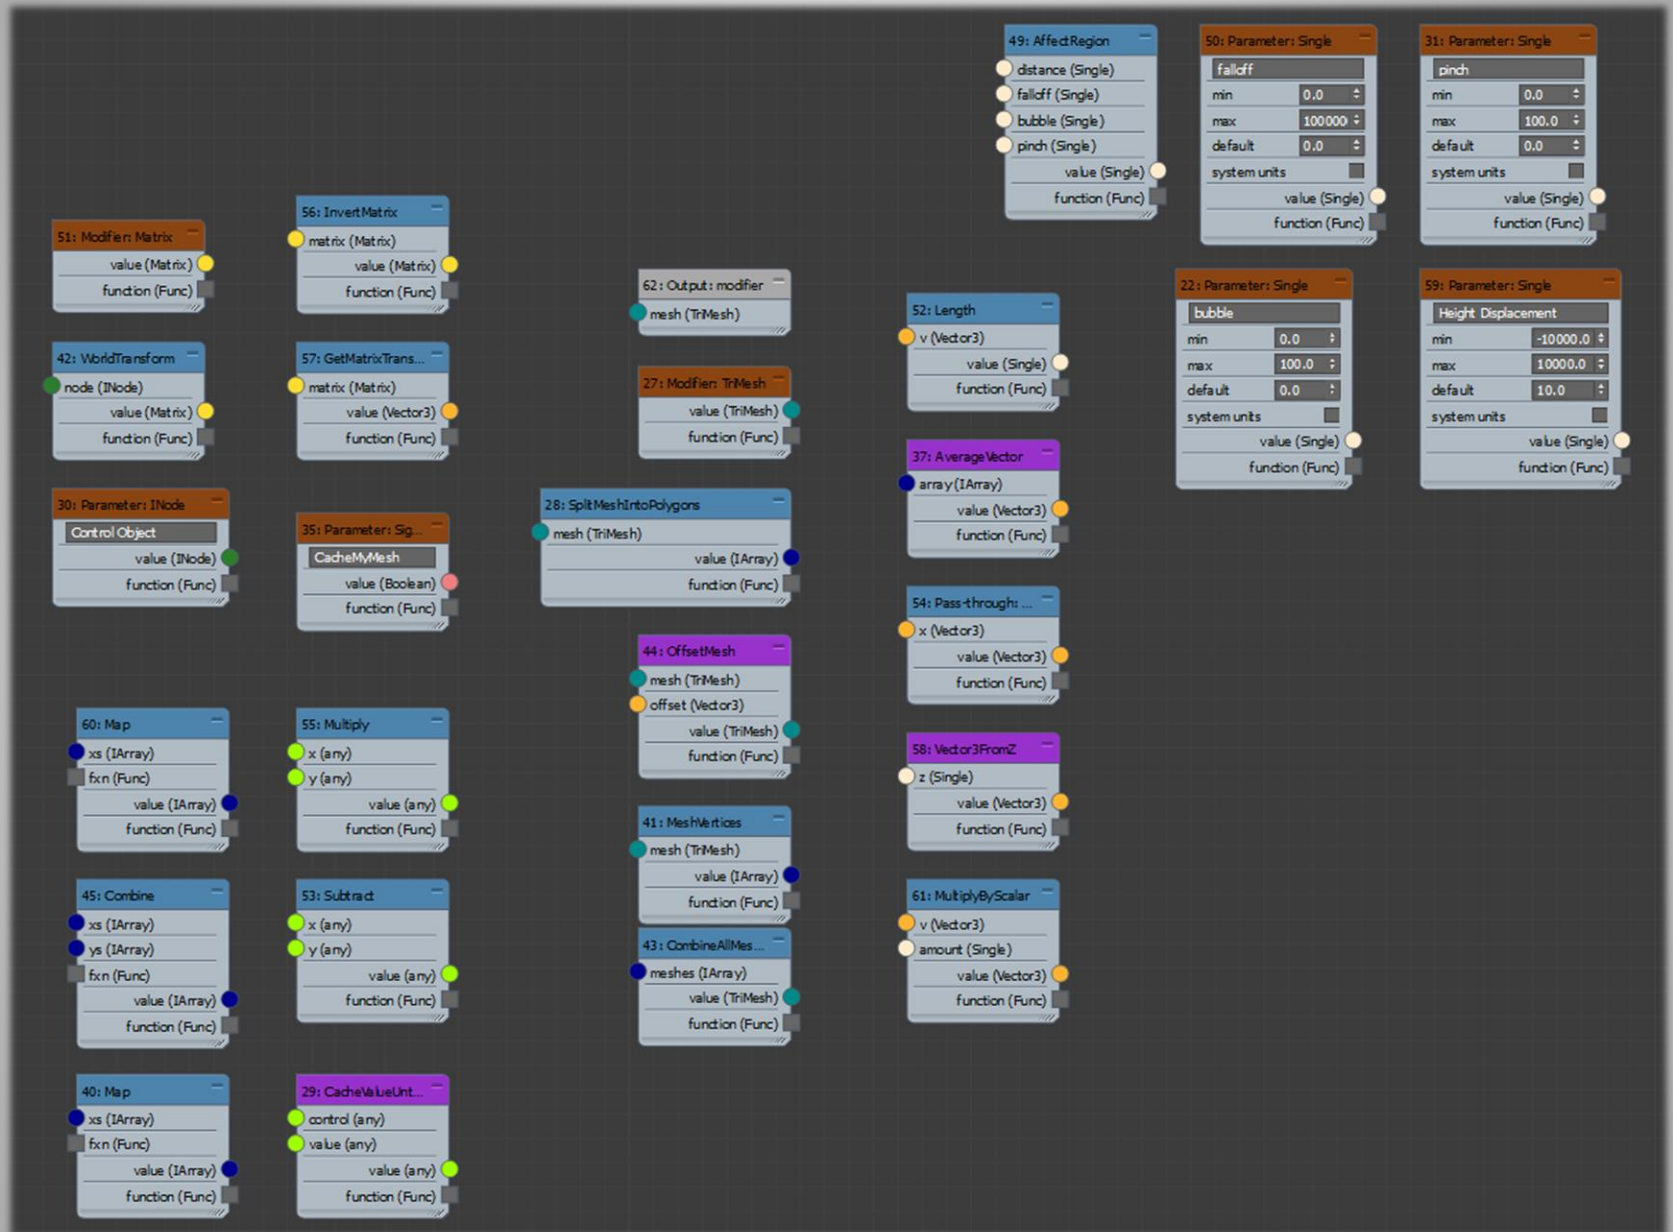 49: AffectRegion
distance (Single)
falloff (Single)
bubble (Single)
pinch (Single)
value (Single)
function (Func)
50: Parameter: Single
falloff
min 0.0
max 100000
default 0.0
system units
value (Single)
function (Func)
31: Parameter: Single
pinch
min 0.0
max 100.0
default 0.0
system units
value (Single)
function (Func)
51: Modifier: Matrix
value (Matrix)
function (Func)
56: InvertMatrix
matrix (Matrix)
value (Matrix)
function (Func)
62: Output: modifier
mesh (TriMesh)
52: Length
v (Vector3)
value (Single)
function (Func)
22: Parameter: Single
bubble
min 0.0
max 100.0
default 0.0
system units
value (Single)
function (Func)
59: Parameter: Single
Height Displacement
min -10000.0
max 10000.0
default 10.0
system units
value (Single)
function (Func)
42: WorldTransform
node (INode)
value (Matrix)
function (Func)
57: GetMatrixTrans...
matrix (Matrix)
value (Vector3)
function (Func)
27: Modifier: TriMesh
value (TriMesh)
function (Func)
37: AverageVector
array (IArray)
value (Vector3)
function (Func)
30: Parameter: INode
Control Object
value (INode)
function (Func)
35: Parameter: Sig...
CacheMyMesh
value (Boolean)
function (Func)
28: SplitMeshIntoPolygons
mesh (TriMesh)
value (IArray)
function (Func)
54: Pass-through: ...
x (Vector3)
value (Vector3)
function (Func)
44: OffsetMesh
mesh (TriMesh)
offset (Vector3)
value (TriMesh)
function (Func)
60: Map
xs (IArray)
fxn (Func)
value (IArray)
function (Func)
55: Multiply
x (any)
y (any)
value (any)
function (Func)
58: Vector3FromZ
z (Single)
value (Vector3)
function (Func)
41: MeshVertices
mesh (TriMesh)
value (IArray)
function (Func)
45: Combine
xs (IArray)
ys (IArray)
fxn (Func)
value (IArray)
function (Func)
53: Subtract
x (any)
y (any)
value (any)
function (Func)
43: CombineAllMes...
meshes (IArray)
value (TriMesh)
function (Func)
61: MultiplyByScalar
v (Vector3)
amount (Single)
value (Vector3)
function (Func)
40: Map
xs (IArray)
fxn (Func)
value (IArray)
function (Func)
29: CacheValueUnt...
control (any)
value (any)
value (any)
function (Func)